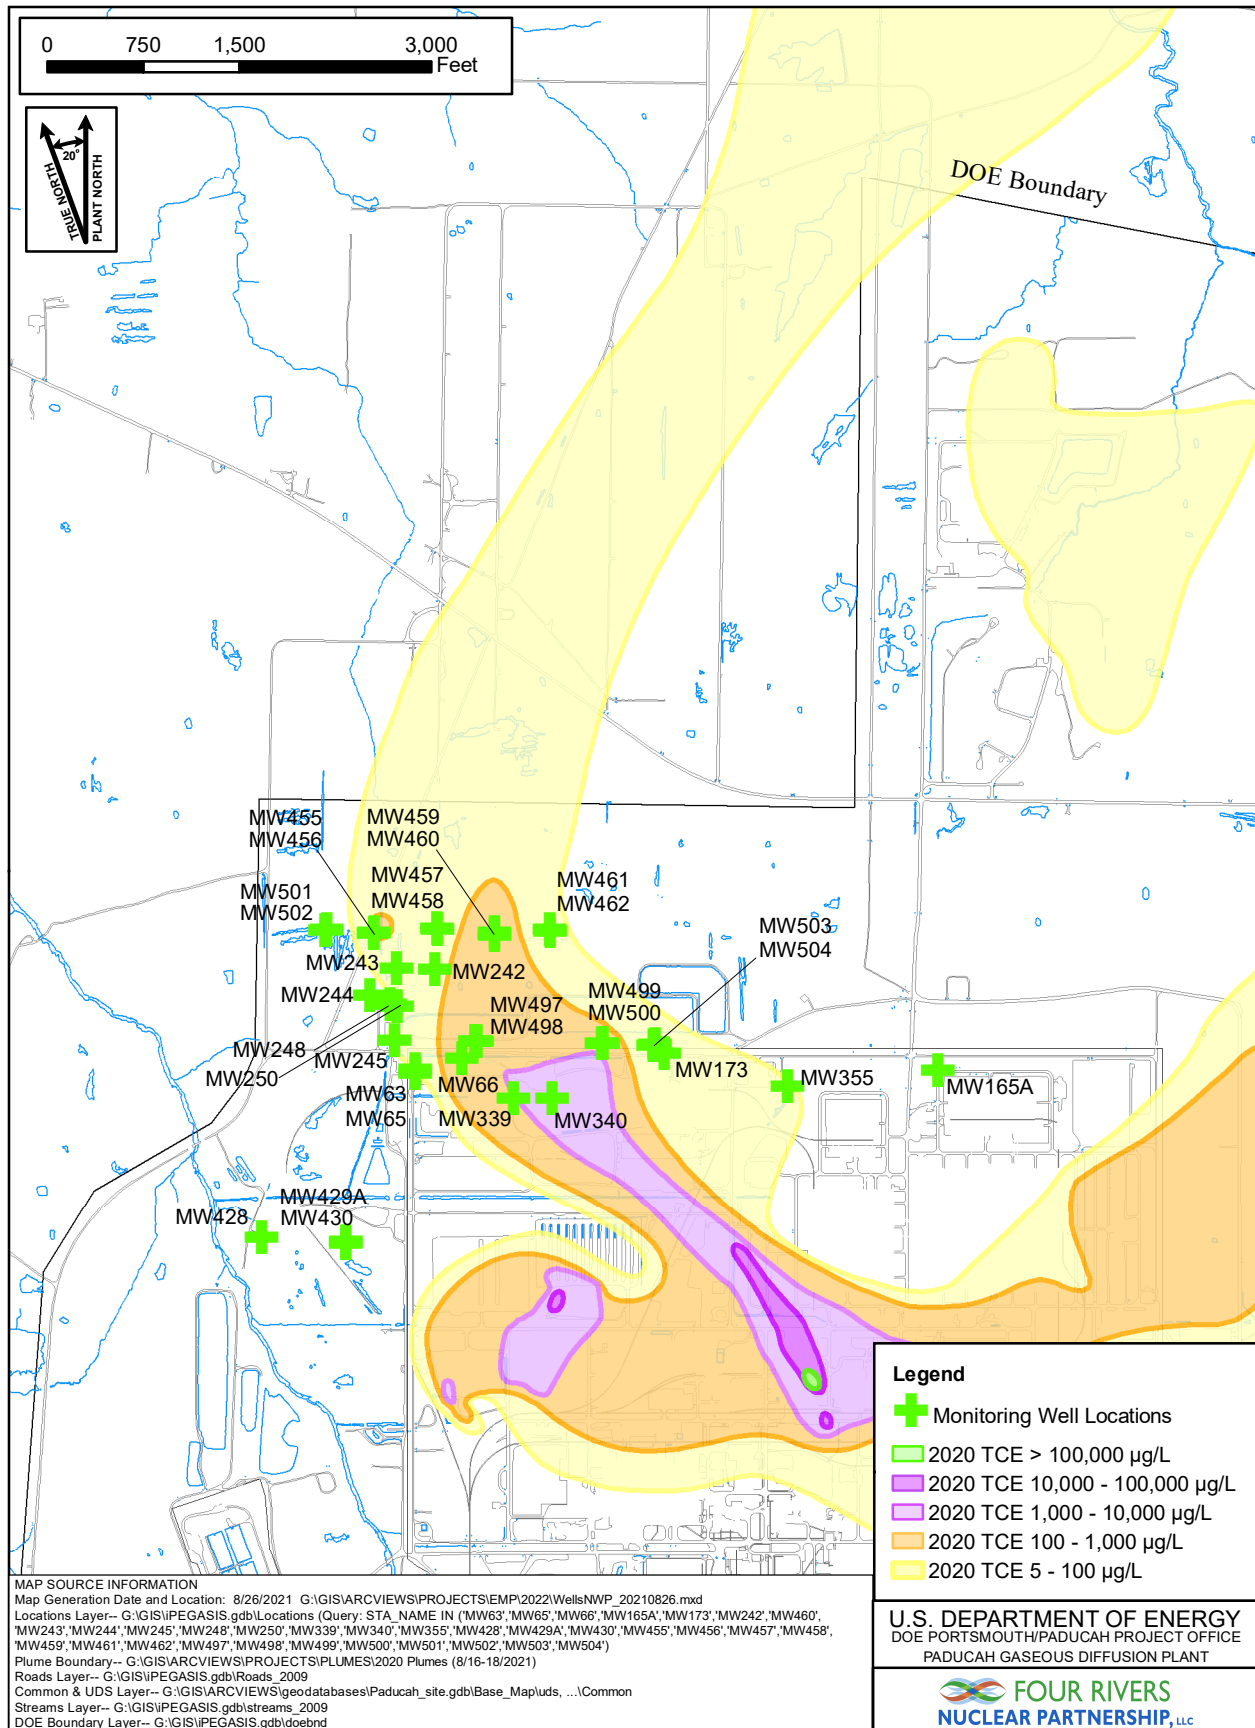 0 750 1,500 3,000
Feet
20°
TRUE NORTH
PLANT NORTH
DOE Boundary
MW455
MW456
MW459
MW460
MW457
MW458
MW461
MW462
MW501
MW502
MW503
MW504
MW243
MW242
MW244
MW497
MW498
MW499
MW500
MW248
MW245
MW250
MW173
MW63
MW65
MW66
MW339
MW340
MW355
MW165A
MW429A
MW430
MW428
Legend
Monitoring Well Locations
2020 TCE > 100,000 µg/L
2020 TCE 10,000 - 100,000 µg/L
2020 TCE 1,000 - 10,000 µg/L
2020 TCE 100 - 1,000 µg/L
2020 TCE 5 - 100 µg/L
MAP SOURCE INFORMATION
Map Generation Date and Location: 8/26/2021 G:\GIS\ARCVIEWS\PROJECTS\EMP\2022\WellsNWP_20210826.mxd
Locations Layer-- G:\GIS\iPEGASIS.gdb\Locations (Query: STA_NAME IN ('MW63','MW65','MW66','MW165A','MW173','MW242','MW460',
'MW243','MW244','MW245','MW248','MW250','MW339','MW340','MW355','MW428'MW429A','MW430','MW455','MW456','MW457','MW458',
'MW459','MW461','MW462','MW497','MW498','MW499','MW500','MW501','MW502','MW503','MW504')
Plume Boundary-- G:\GIS\ARCVIEWS\PROJECTS\PLUMES\2020 Plumes (8/16-18/2021)
Roads Layer-- G:\GIS\iPEGASIS.gdb\Roads_2009
Common & UDS Layer-- G:\GIS\ARCVIEWS\geodatabases\Paducah_site.gdb\Base_Map\uds, ...\Common
Streams Layer-- G:\GIS\iPEGASIS.gdb\streams_2009
DOE Boundary Layer-- G:\GIS\iPEGASIS.gdb\doebnd
U.S. DEPARTMENT OF ENERGY
DOE PORTSMOUTH/PADUCAH PROJECT OFFICE
PADUCAH GASEOUS DIFFUSION PLANT
FOUR RIVERS
NUCLEAR PARTNERSHIP, LLC